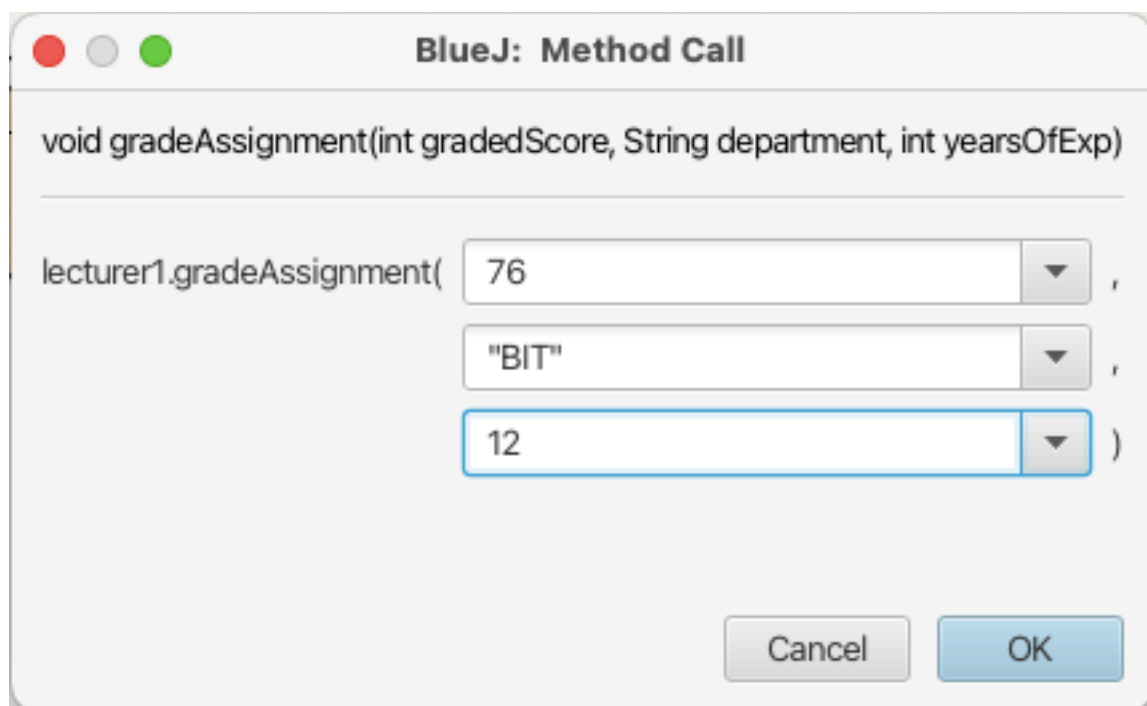 BlueJ: Method Call
void gradeAssignment(int gradedScore, String department, int yearsOfExp)
lecturer1.gradeAssignment( 76 ,
"BIT" ,
12 )
Cancel OK